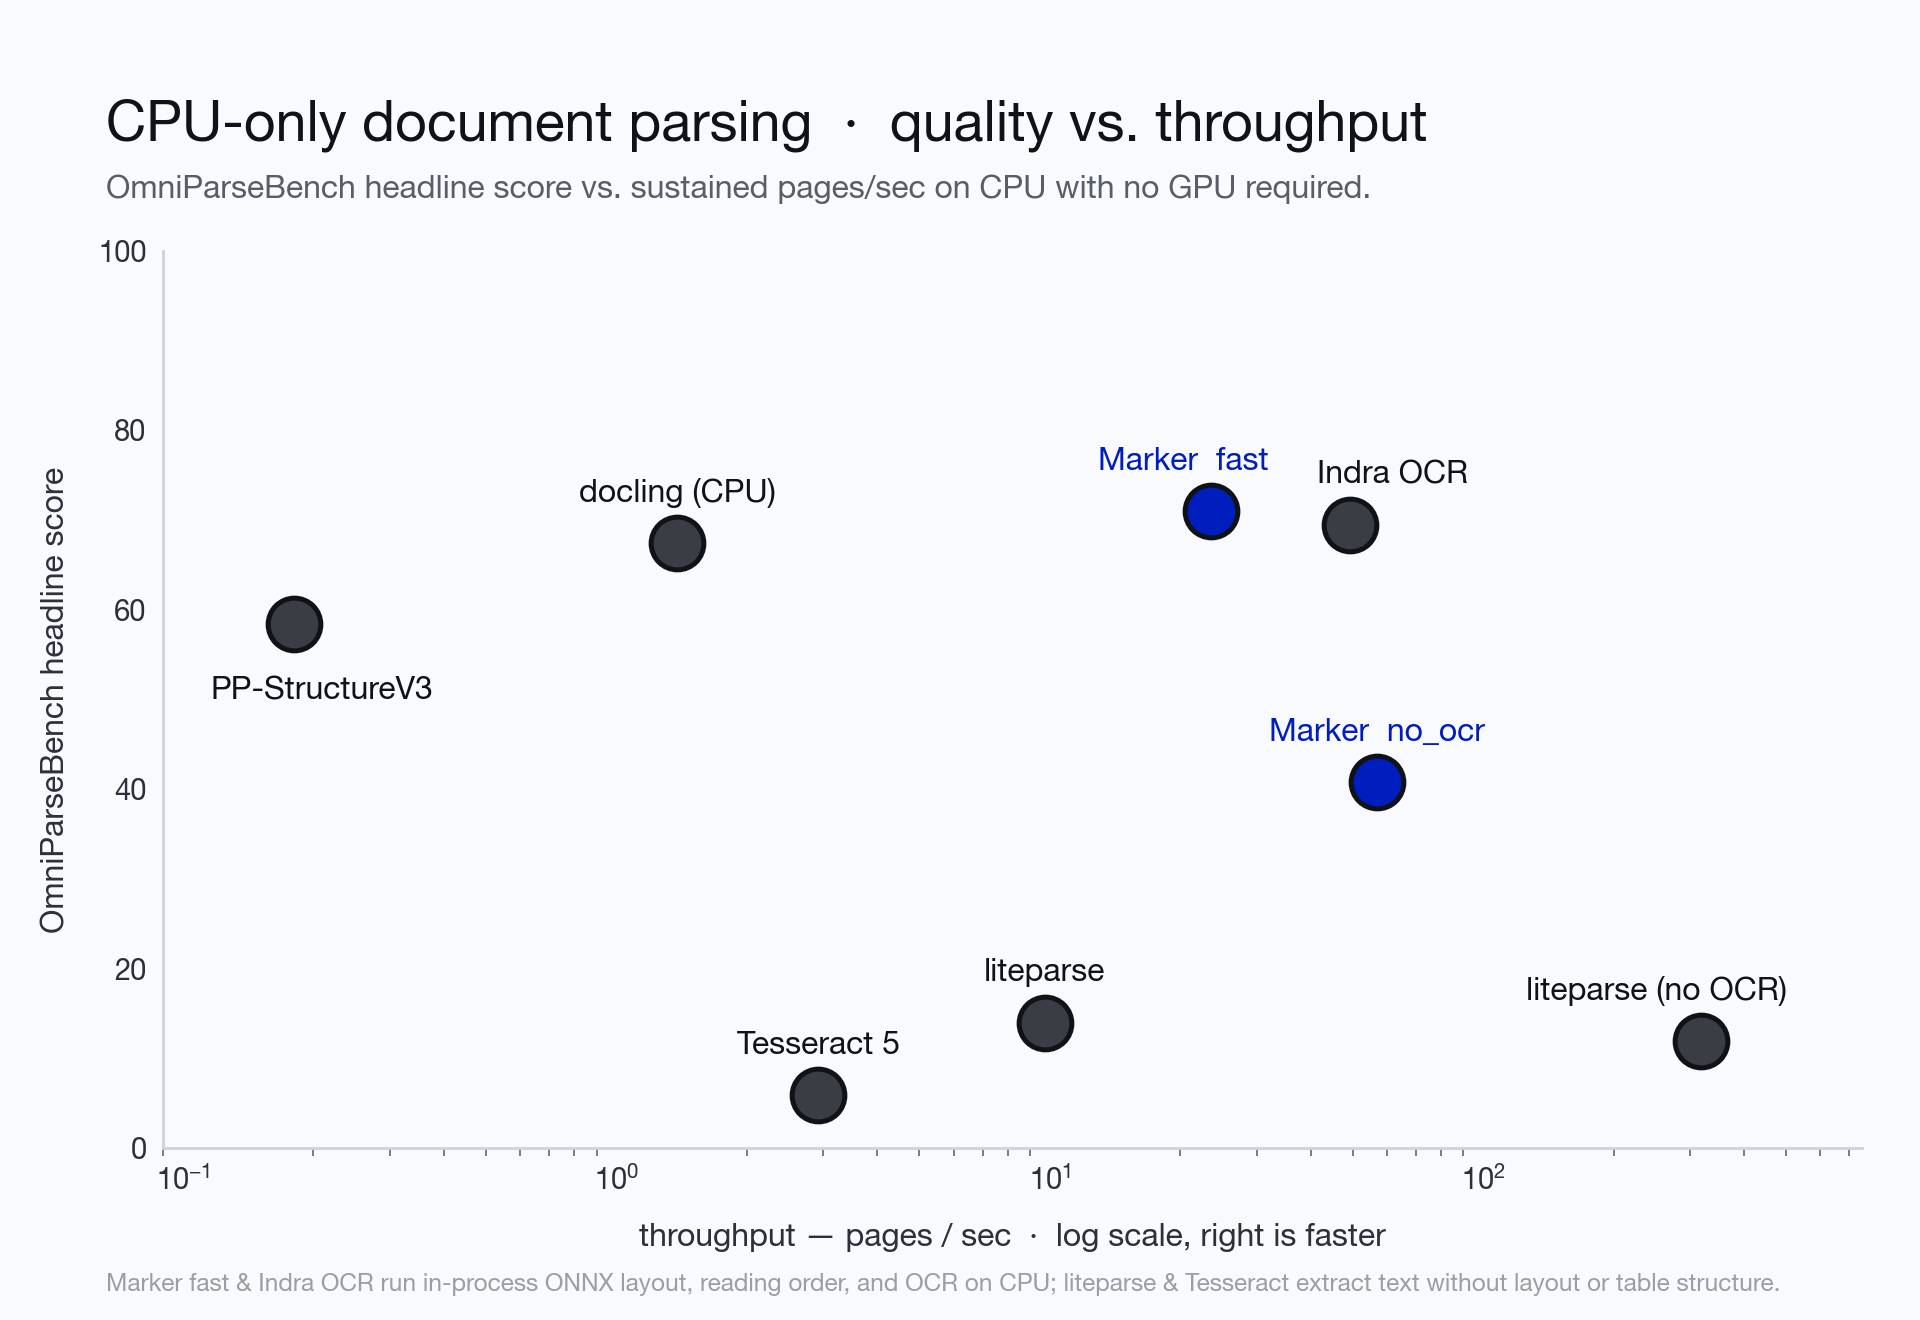 CPU-only document parsing · quality vs. throughput
OmniParseBench headline score vs. sustained pages/sec on CPU with no GPU required.
OmniParseBench headline score
100
80
60
40
20
0
Marker fast
Indra OCR
docling (CPU)
PP-StructureV3
Marker no_ocr
liteparse
liteparse (no OCR)
Tesseract 5
10⁻¹
10⁰
10¹
10²
throughput — pages / sec · log scale, right is faster
Marker fast & Indra OCR run in-process ONNX layout, reading order, and OCR on CPU; liteparse & Tesseract extract text without layout or table structure.